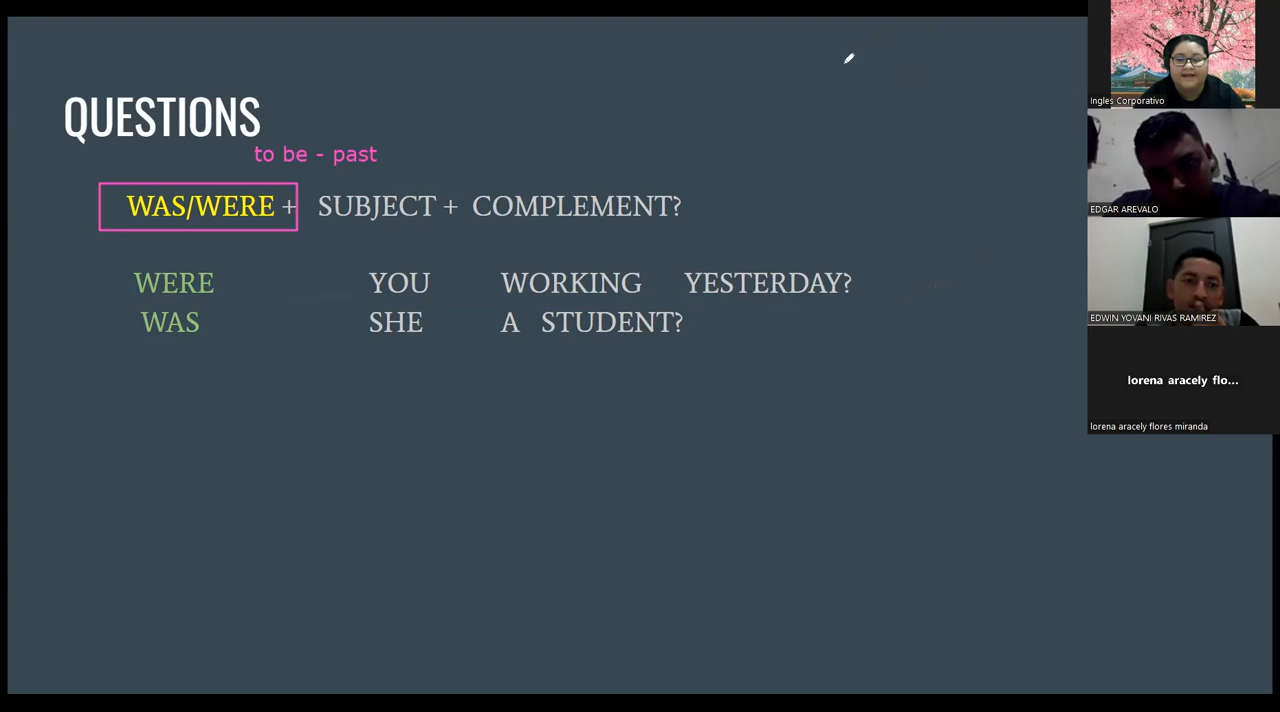 QUESTIONS
to be - past
WAS/WERE + SUBJECT + COMPLEMENT?
WERE YOU WORKING YESTERDAY?
WAS SHE A STUDENT?
Ingles Corporativo
EDGAR AREVALO
EDWIN YOVANI RIVAS RAMIREZ
lorena aracely flo...
lorena aracely flores miranda